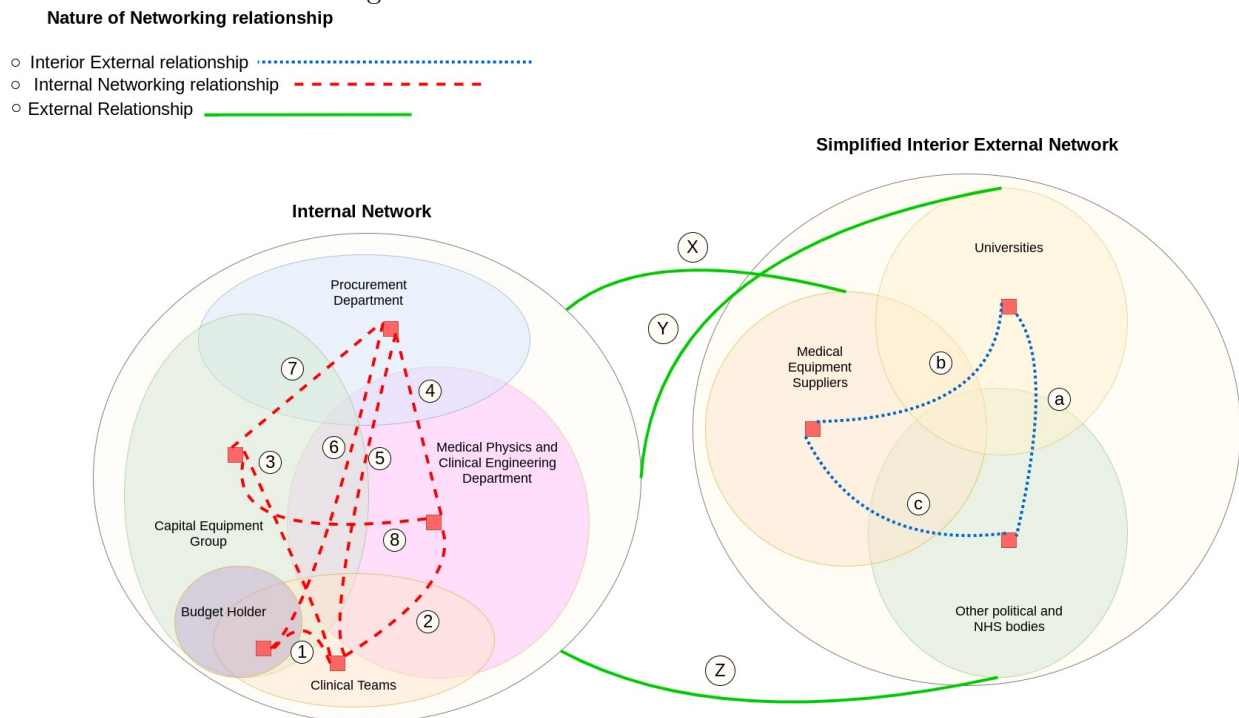 Nature of Networking relationship
Interior External relationship
Internal Networking relationship
External Relationship
Simplified Interior External Network
Internal Network
X
Universities
Procurement
Department
Y
Medical
Equipment
Suppliers
b
7
4
a
6
5
3
Medical Physics and
Clinical Engineering
Department
c
Capital Equipment
Group
8
Budget Holder
2
Other political and
NHS bodies
1
Z
Clinical Teams